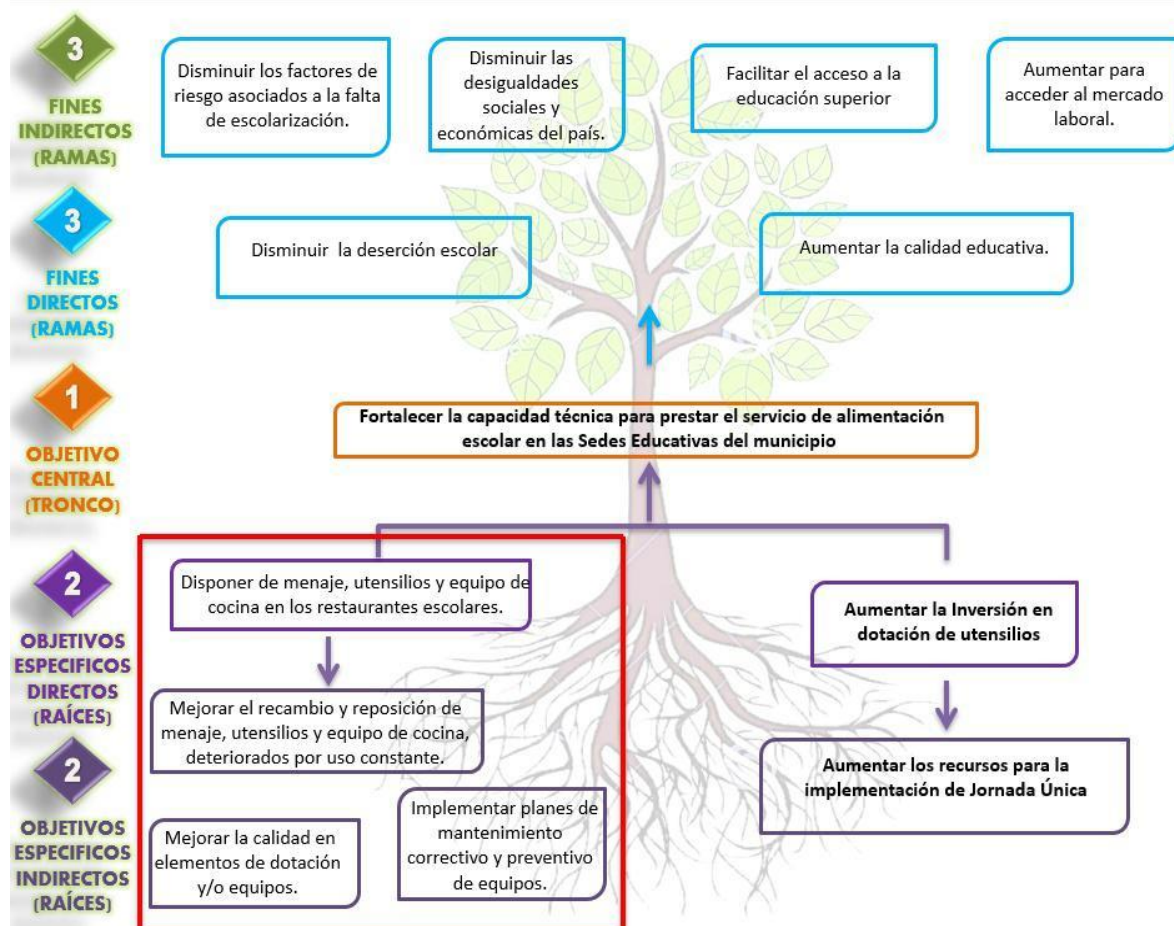 3
FINES
INDIRECTOS
(RAMAS)
Disminuir los factores de
riesgo asociados a la falta
de escolarización.
Disminuir las
desigualdades
sociales y
económicas del país.
Facilitar el acceso a la
educación superior
Aumentar para
acceder al mercado
laboral.
3
FINES
DIRECTOS
(RAMAS)
Disminuir la deserción escolar
Aumentar la calidad educativa.
1
OBJETIVO
CENTRAL
(TRONCO)
Fortalecer la capacidad técnica para prestar el servicio de alimentación
escolar en las Sedes Educativas del municipio
2
OBJETIVOS
ESPECIFICOS
DIRECTOS
(RAÍCES)
Disponer de menaje, utensilios y equipo de
cocina en los restaurantes escolares.
Aumentar la Inversión en
dotación de utensilios
2
OBJETIVOS
ESPECIFICOS
INDIRECTOS
(RAÍCES)
Mejorar el recambio y reposición de
menaje, utensilios y equipo de cocina,
deteriorados por uso constante.
Aumentar los recursos para la
implementación de Jornada Única
Mejorar la calidad en
elementos de dotación
y/o equipos.
Implementar planes de
mantenimiento
correctivo y preventivo
de equipos.